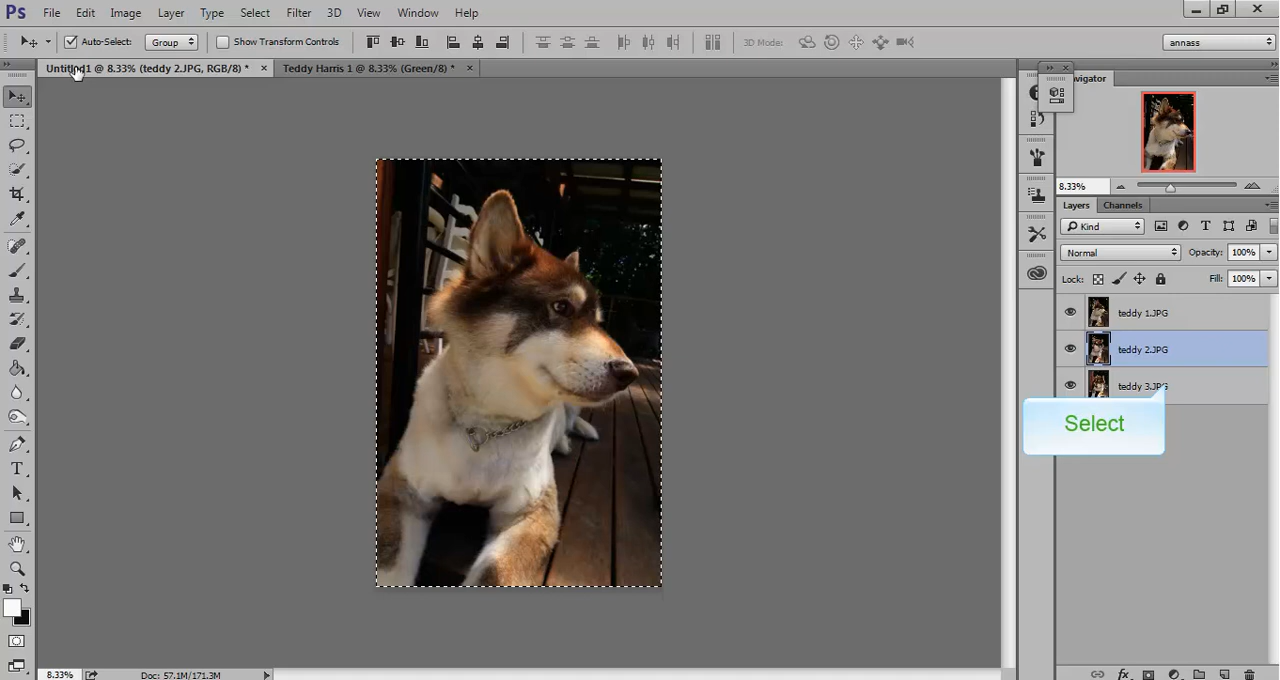 Ps File Edit Image Layer Type Select Filter 3D View Window Help
Auto-Select: Group Show Transform Controls 3D Mode: annass
Untitled1 @ 8.33% (teddy 2.JPG, RGB/8) * × Teddy Harris 1 @ 8.33% (Green/8) * ×
Navigator
8.33%
Layers Channels
Kind
Normal Opacity: 100%
Lock: Fill: 100%
teddy 1.JPG
teddy 2.JPG
teddy 3.JPG
Select
8.33% Doc: 57.1M/171.3M